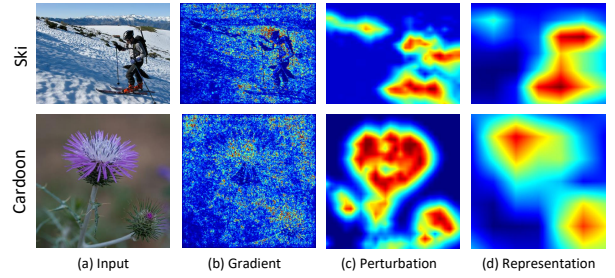 Ski
Cardoon
(a) Input
(b) Gradient
(c) Perturbation
(d) Representation